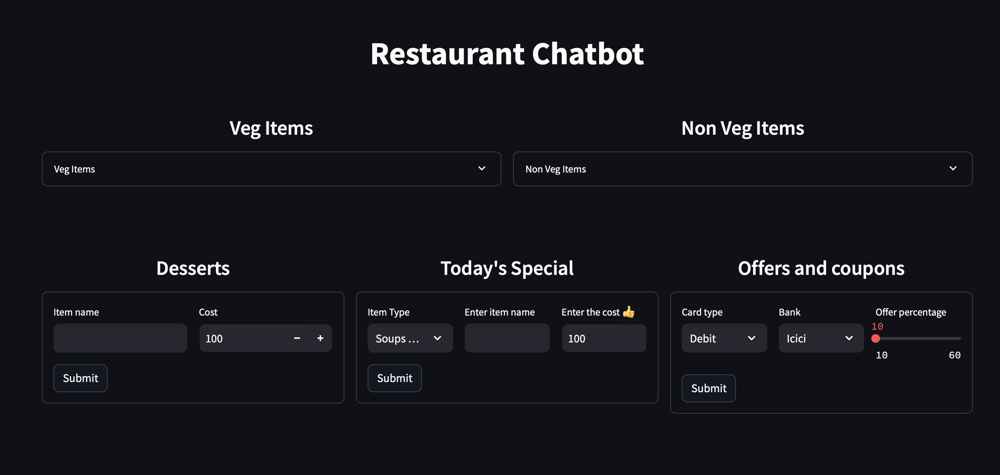 Restaurant Chatbot
Veg Items
Non Veg Items
Veg Items
Non Veg Items
Desserts
Today's Special
Offers and coupons
Item name
Cost
100
Submit
Item Type
Enter item name
Enter the cost 👍
Soups ...
100
Submit
Card type
Bank
Offer percentage
10
Debit
Icici
10
60
Submit